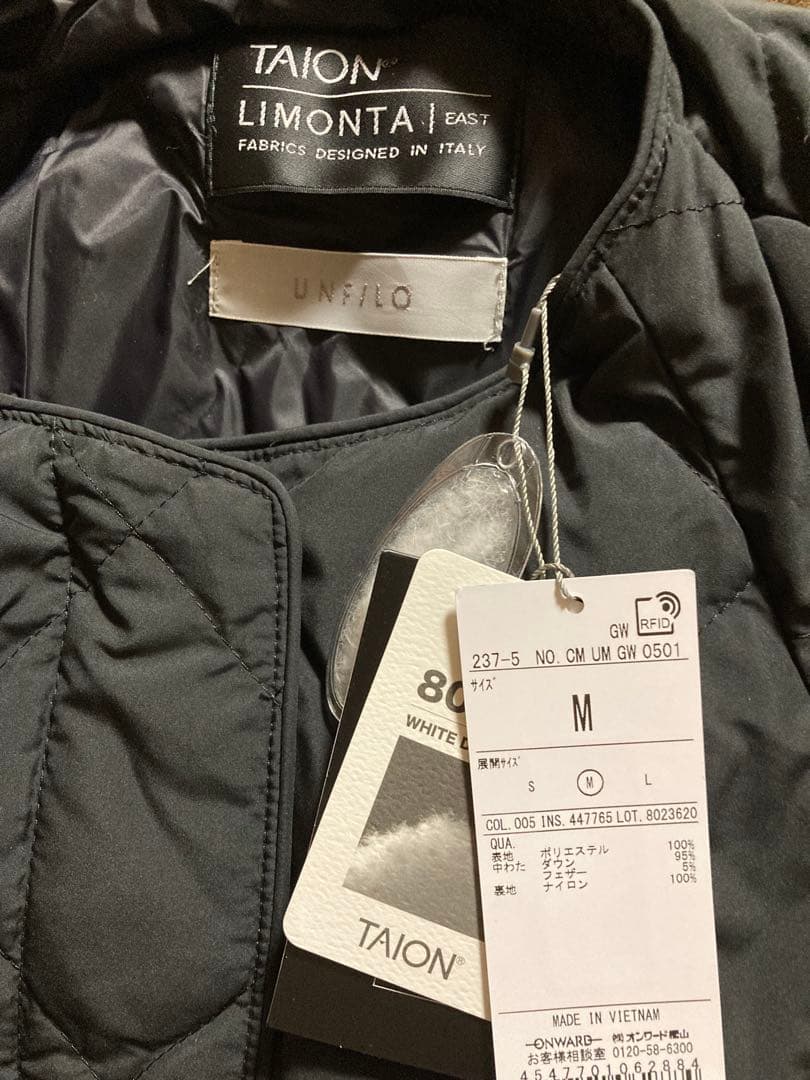 TAION®
LIMONTA | EAST
FABRICS DESIGNED IN ITALY
UNF/LO
80
WHITE D
TAION®
GW RFID
237-5 NO. CM UM GW 0501
サイズ
M
展開サイズ
S M L
COL. 005 INS. 447765 LOT. 8023620
QUA.
表地 ポリエステル 100%
中わた ダウン 95%
フェザー 5%
裏地 ナイロン 100%
MADE IN VIETNAM
ONWARD ㈱オンワード樫山
お客様相談室 0120-58-6300
4547701062884